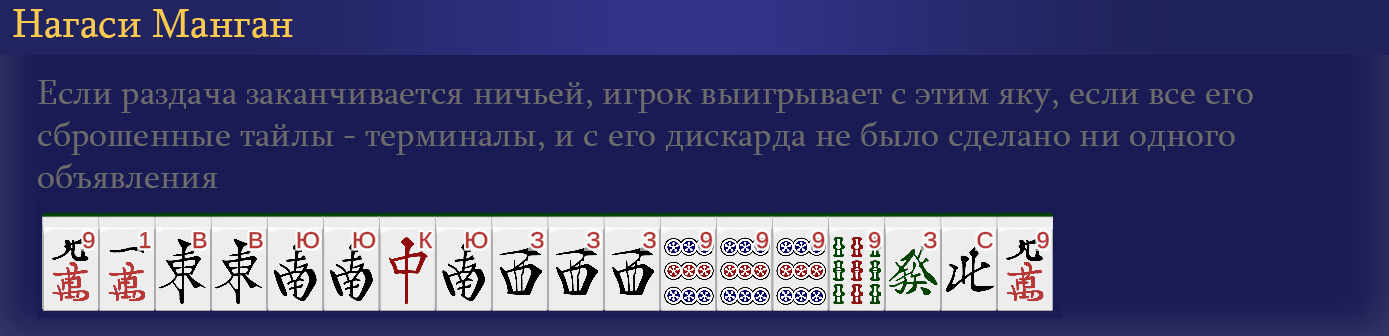 Нагаси Манган
Если раздача заканчивается ничьей, игрок выигрывает с этим яку, если все его
сброшенные тайлы - терминалы, и с его дискарда не было сделано ни одного
объявления
九萬 9 一萬 1 東 В 東 В 南 Ю 南 Ю 中 К 南 Ю 西 З 西 З 西 З 9 9 9 9 發 З 北 С 九萬 9